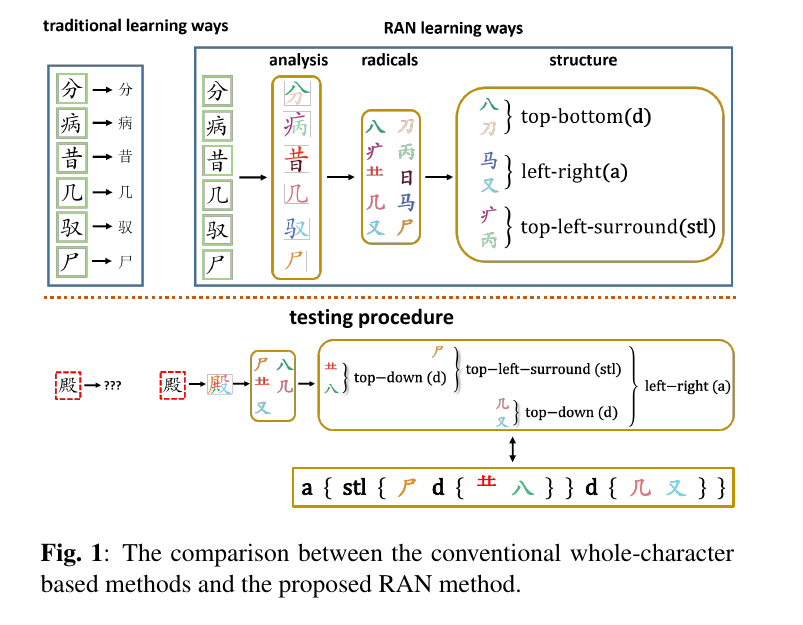 traditional learning ways
RAN learning ways
analysis radicals structure
分 → 分
病 → 病
昔 → 昔
几 → 几
驭 → 驭
尸 → 尸
分
病
昔
几
驭
尸
分
病
昔
几
驭
尸
八 刀
疒 丙
龷 日
几 马
又 尸
八
刀
} top-bottom(d)
马
又
} left-right(a)
疒
丙
} top-left-surround(stl)
testing procedure
殿 → ???
殿 → 殿 →
尸 八
龷 几
又
龷
八
} top−down (d)
尸
} top−left−surround (stl)
几
又
} top−down (d)
} left−right (a)
a { stl { 尸 d { 龷 八 } } d { 几 又 } }
Fig. 1: The comparison between the conventional whole-character
based methods and the proposed RAN method.